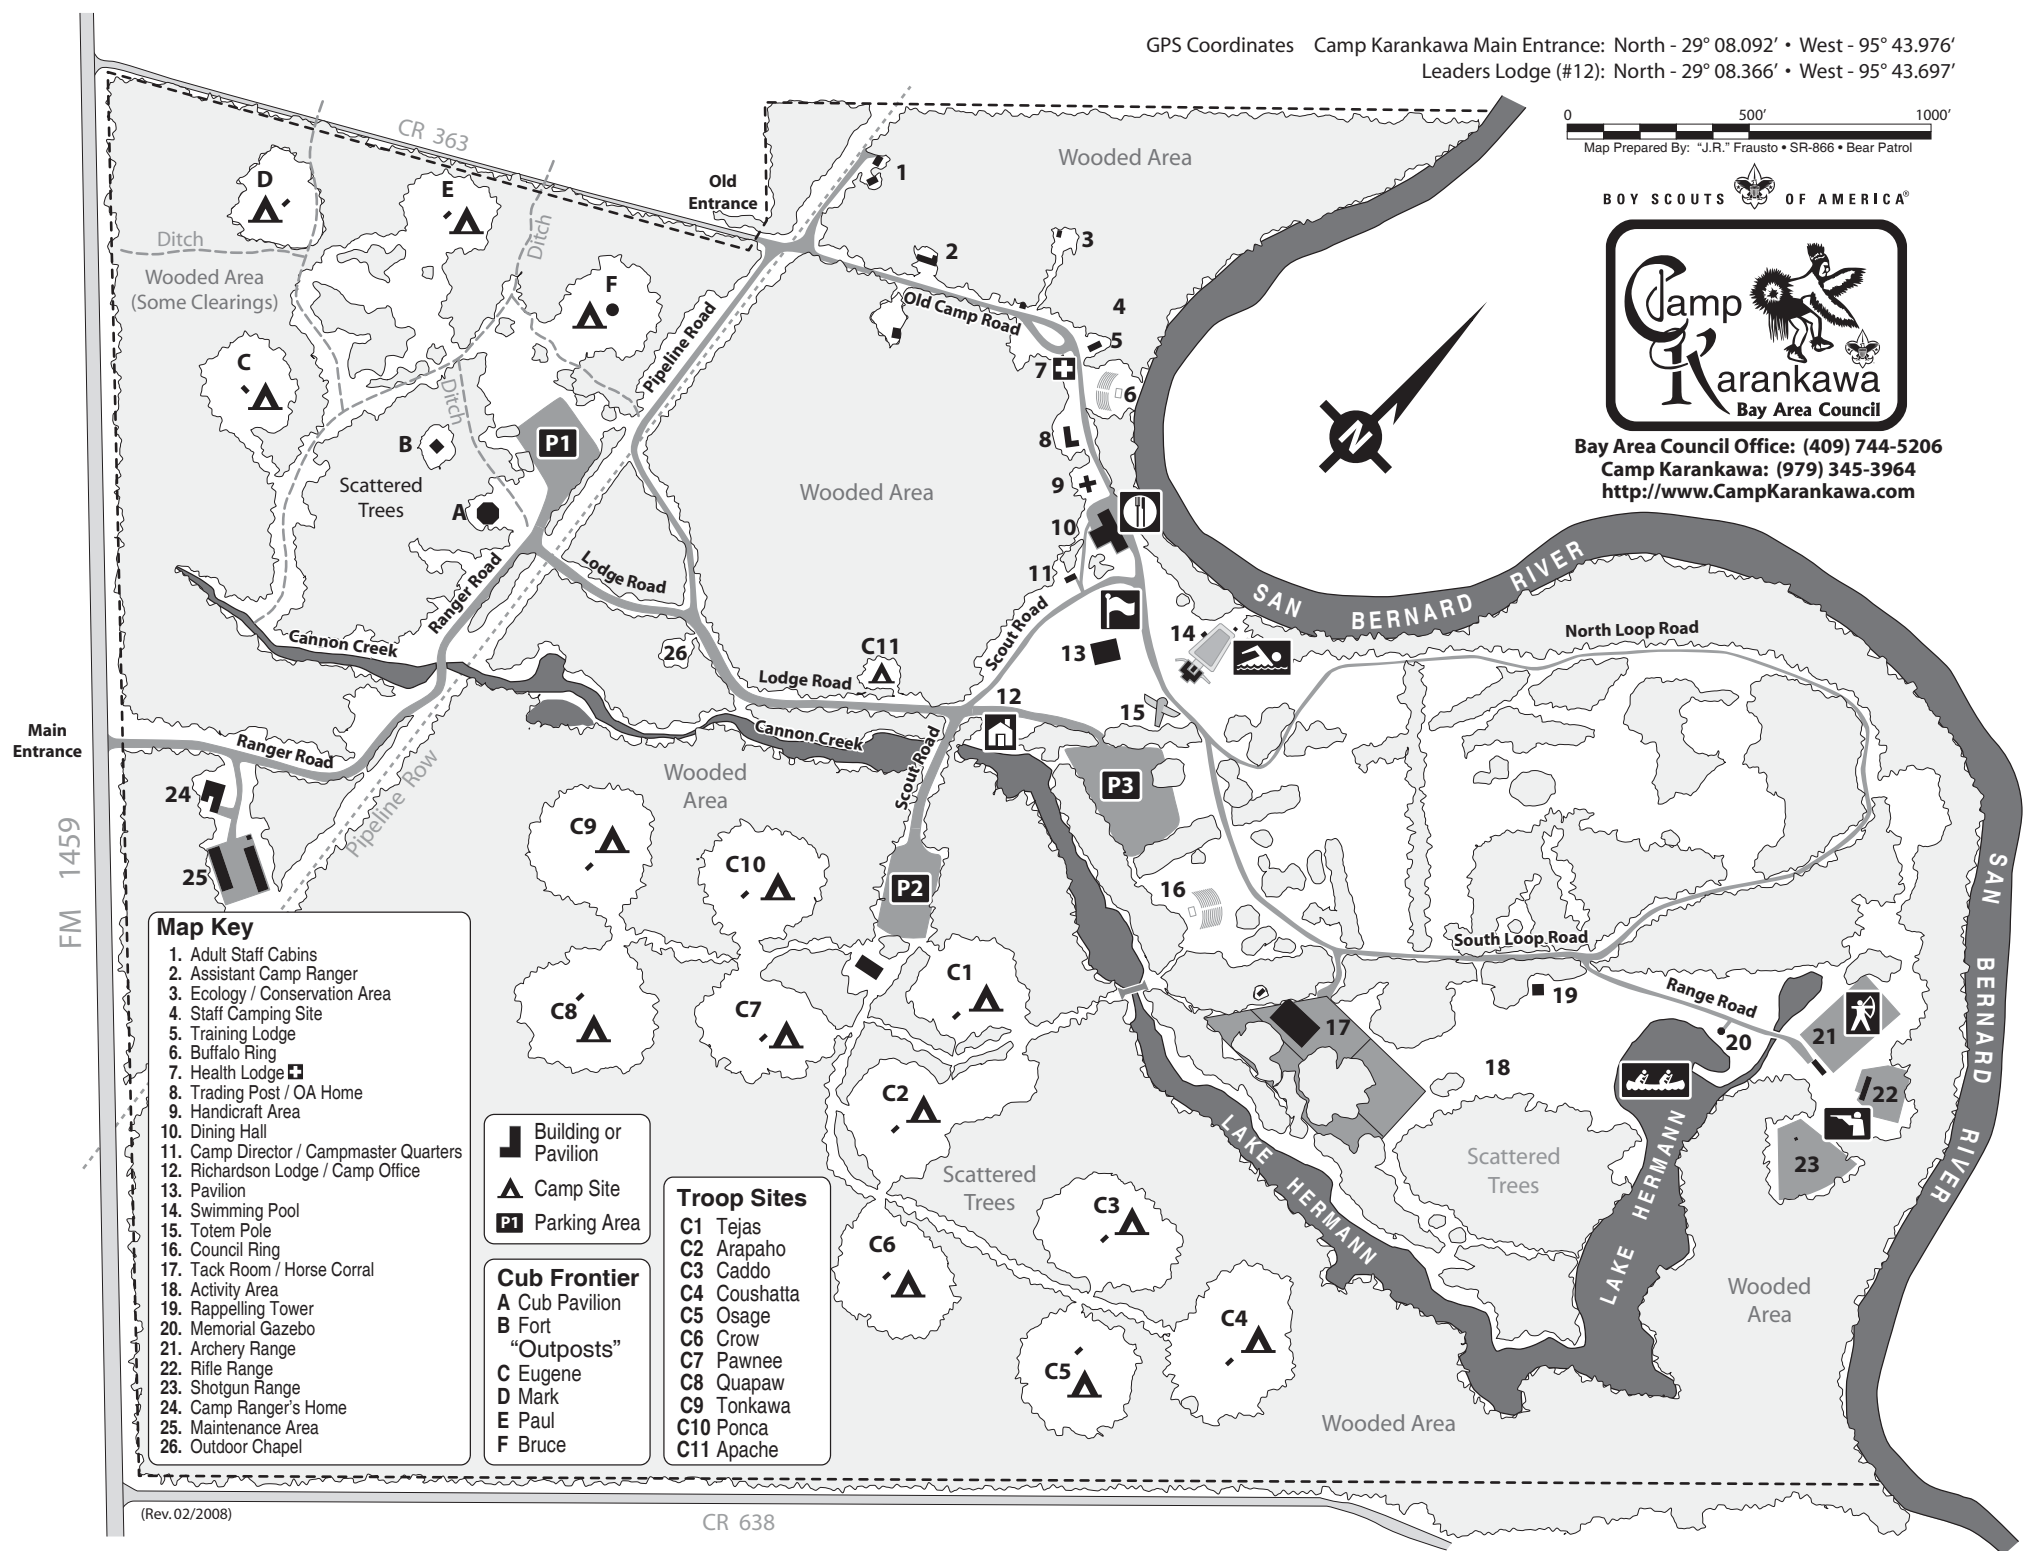 GPS Coordinates Camp Karankawa Main Entrance: North - 29° 08.092’ • West - 95° 43.976‘
Leaders Lodge (#12): North - 29° 08.366’ • West - 95° 43.697’
0 500’ 1000’
Map Prepared By: “J.R.” Frausto • SR-866 • Bear Patrol
BOY SCOUTS OF AMERICA®
Camp
Karankawa
Bay Area Council
Bay Area Council Office: (409) 744-5206
Camp Karankawa: (979) 345-3964
http://www.CampKarankawa.com
N
CR 363
Old
Entrance
Wooded Area
1
2
3
4
5
6
7
8
9
10
11
D
E
F
C
B
A
Ditch
Ditch
Ditch
Wooded Area
(Some Clearings)
Old Camp Road
Pipeline Road
P1
Scattered
Trees
Wooded Area
Ranger Road
Lodge Road
Cannon Creek
26
C11
Lodge Road
Scout Road
12
13
14
15
SAN BERNARD RIVER
North Loop Road
Main
Entrance
Ranger Road
Pipeline Row
Cannon Creek
Scout Road
Wooded
Area
P3
24
25
FM 1459
C9
C10
P2
16
C8
C7
C1
South Loop Road
Range Road
SAN BERNARD RIVER
17
18
19
20
21
22
23
C2
C3
C4
C5
C6
Scattered
Trees
Scattered
Trees
LAKE HERMANN
LAKE HERMANN
Wooded
Area
Wooded Area
Map Key
1. Adult Staff Cabins
2. Assistant Camp Ranger
3. Ecology / Conservation Area
4. Staff Camping Site
5. Training Lodge
6. Buffalo Ring
7. Health Lodge
8. Trading Post / OA Home
9. Handicraft Area
10. Dining Hall
11. Camp Director / Campmaster Quarters
12. Richardson Lodge / Camp Office
13. Pavilion
14. Swimming Pool
15. Totem Pole
16. Council Ring
17. Tack Room / Horse Corral
18. Activity Area
19. Rappelling Tower
20. Memorial Gazebo
21. Archery Range
22. Rifle Range
23. Shotgun Range
24. Camp Ranger’s Home
25. Maintenance Area
26. Outdoor Chapel
Building or
Pavilion
Camp Site
P1 Parking Area
Cub Frontier
A Cub Pavilion
B Fort
“Outposts”
C Eugene
D Mark
E Paul
F Bruce
Troop Sites
C1 Tejas
C2 Arapaho
C3 Caddo
C4 Coushatta
C5 Osage
C6 Crow
C7 Pawnee
C8 Quapaw
C9 Tonkawa
C10 Ponca
C11 Apache
(Rev. 02/2008)
CR 638